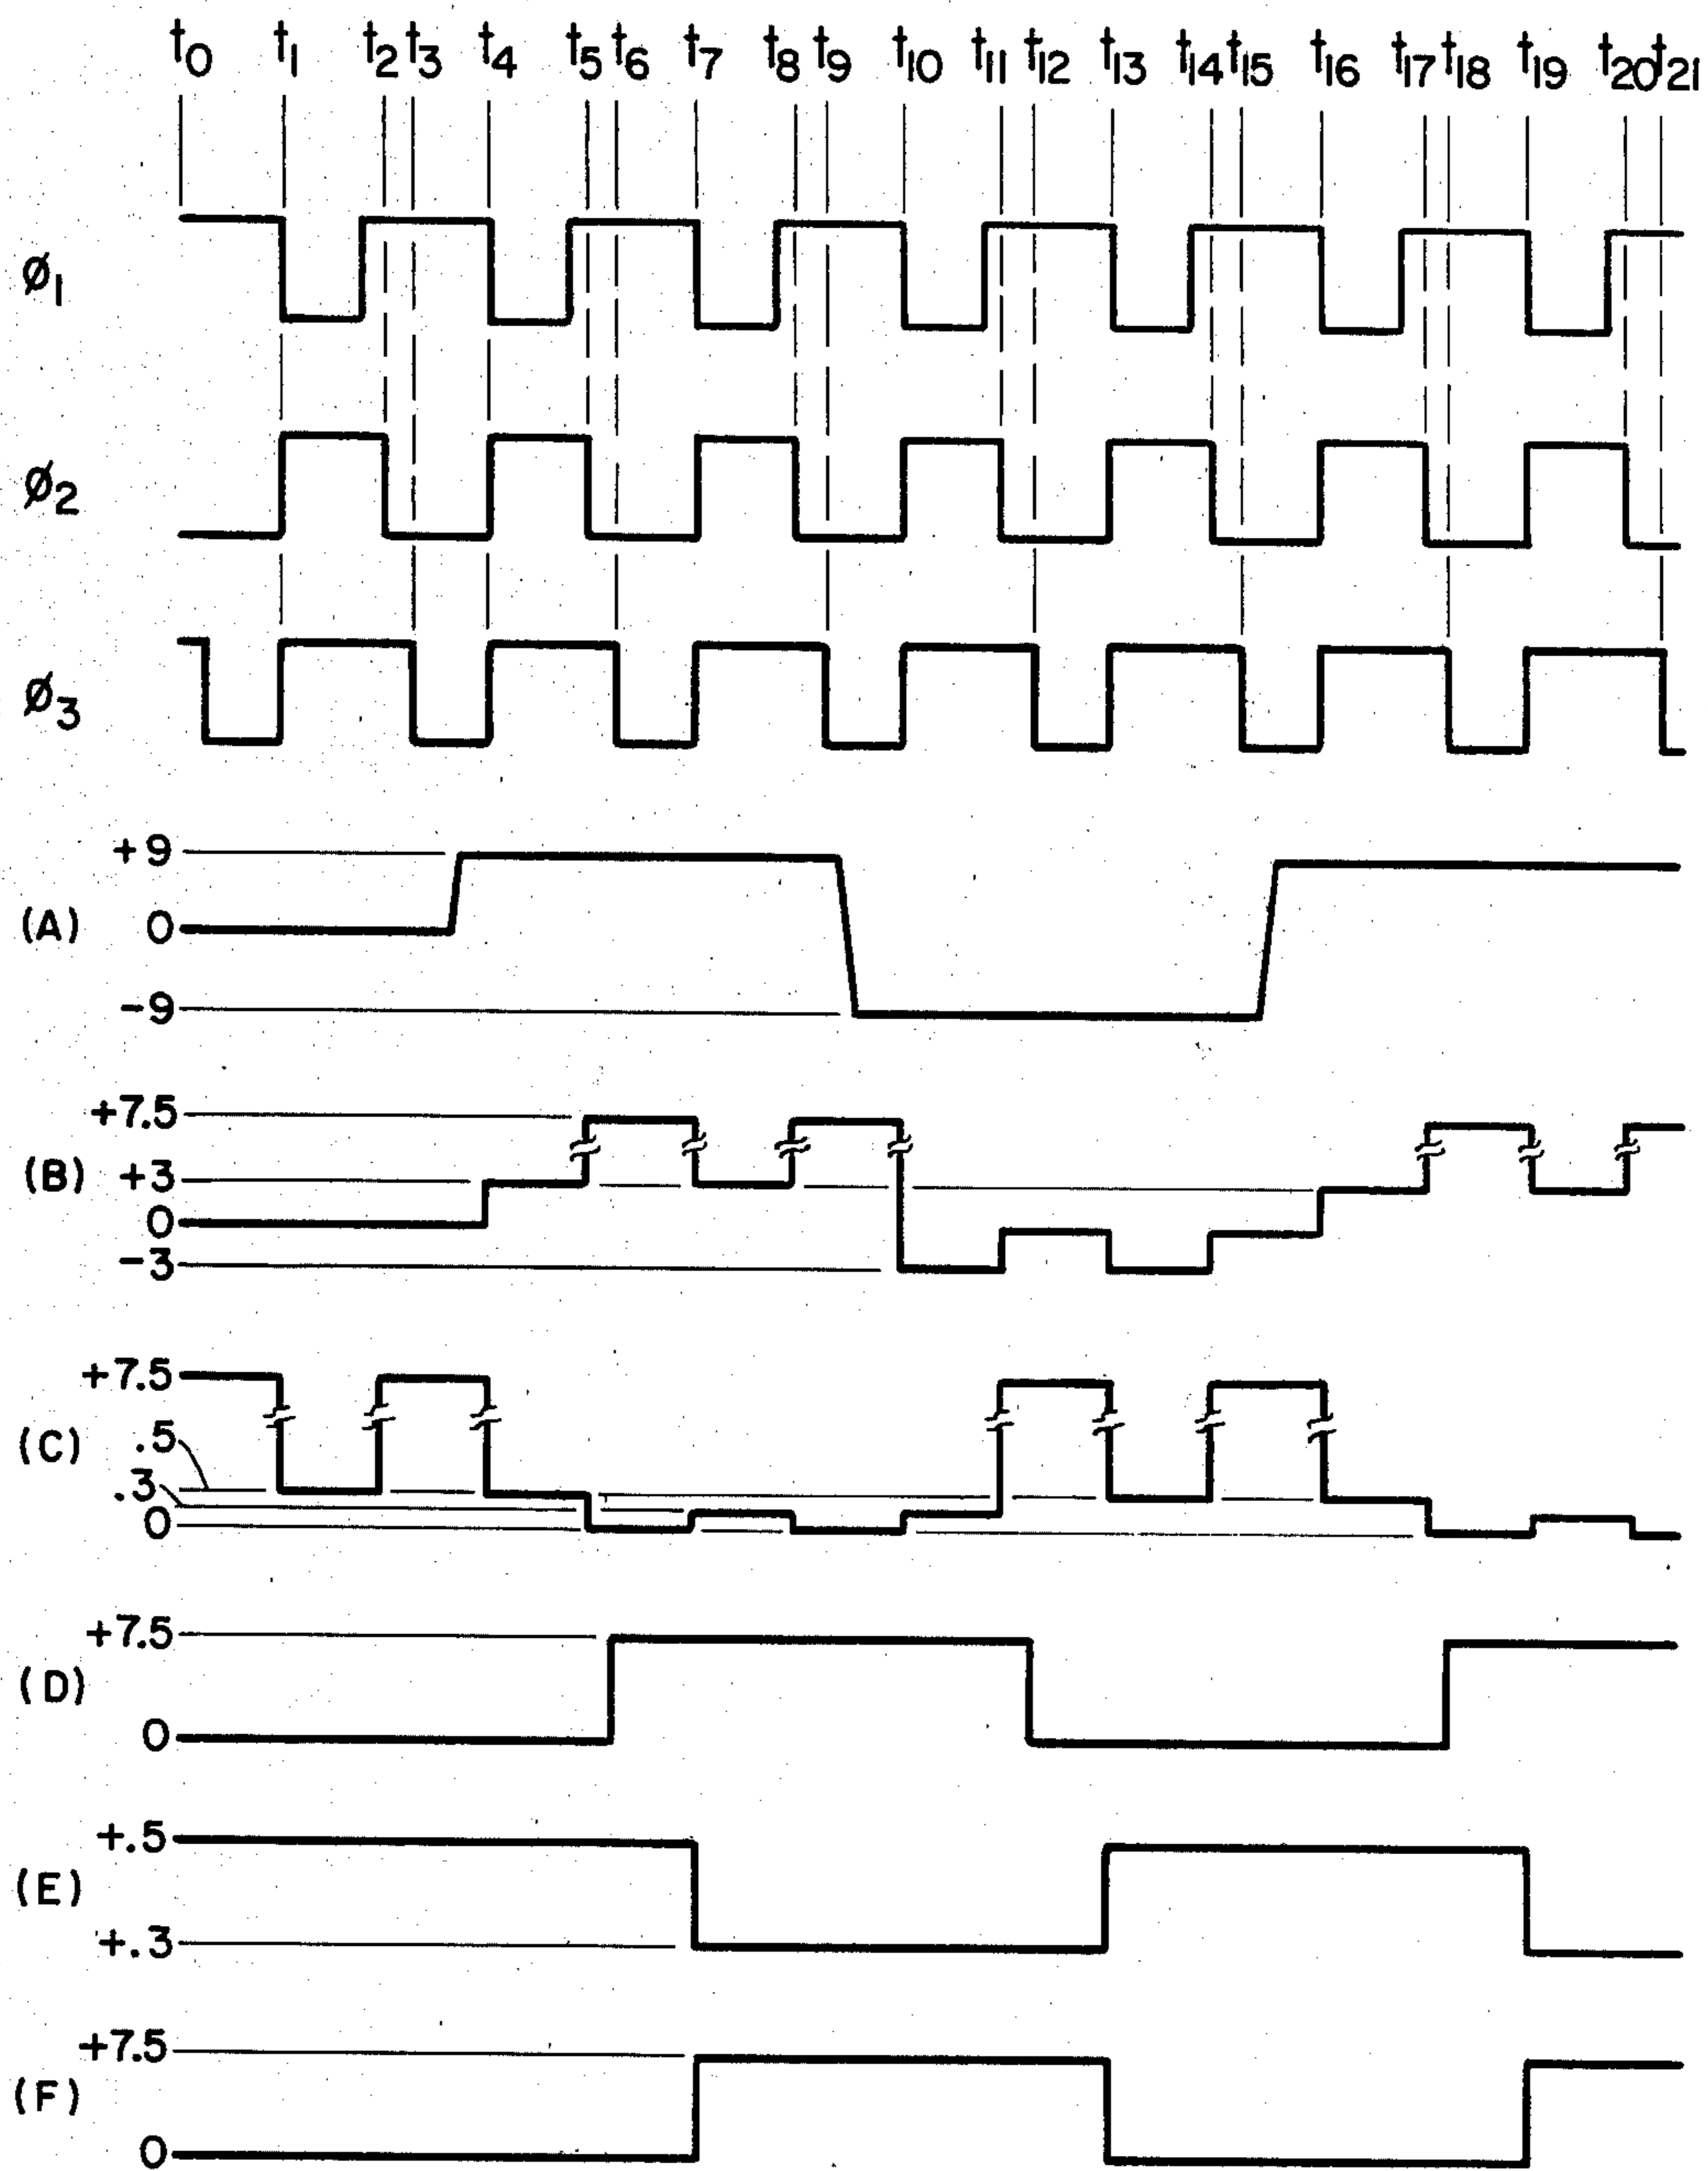 t0 t1 t2 t3 t4 t5 t6 t7 t8 t9 t10 t11 t12 t13 t14 t15 t16 t17 t18 t19 t20 t21
ø1
ø2
ø3
+9
(A) 0
-9
+7.5
(B) +3
0
-3
+7.5
(C) .5
.3
0
+7.5
(D)
0
+.5
(E)
+.3
+7.5
(F)
0